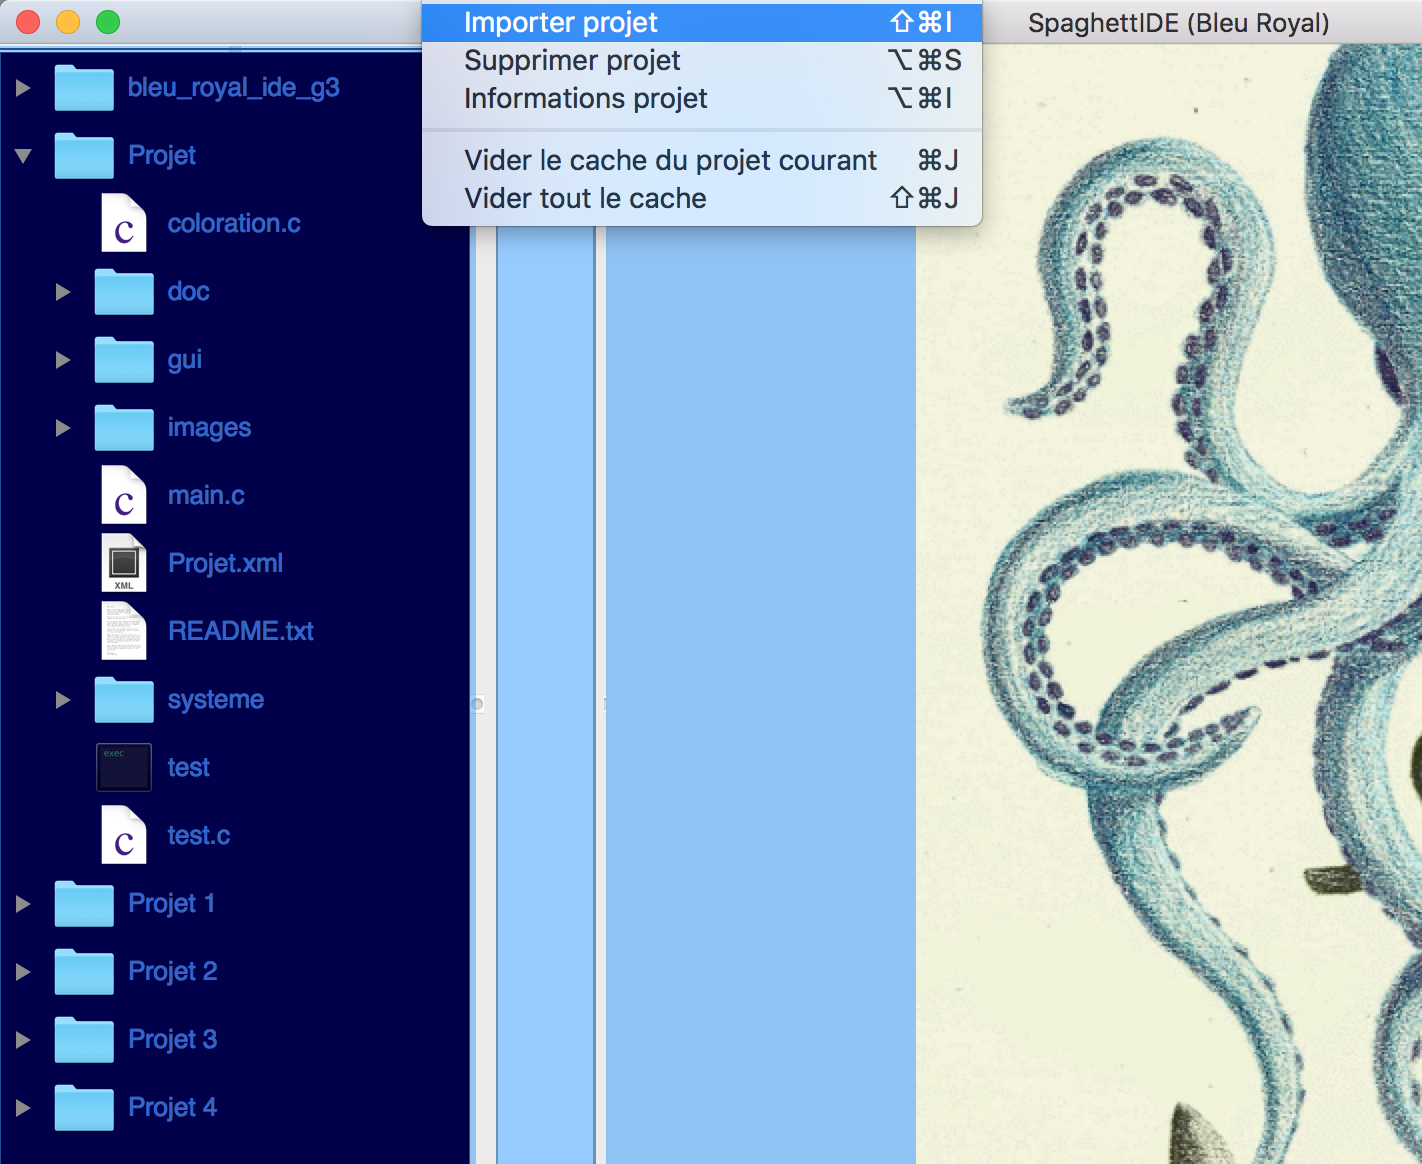 Importer projet ⇧⌘I
SpaghettIDE (Bleu Royal)
Supprimer projet ⌥⌘S
Informations projet ⌥⌘I
Vider le cache du projet courant ⌘J
Vider tout le cache ⇧⌘J
bleu_royal_ide_g3
Projet
c coloration.c
doc
gui
images
c main.c
Projet.xml
XML
README.txt
systeme
exec
test
c test.c
Projet 1
Projet 2
Projet 3
Projet 4